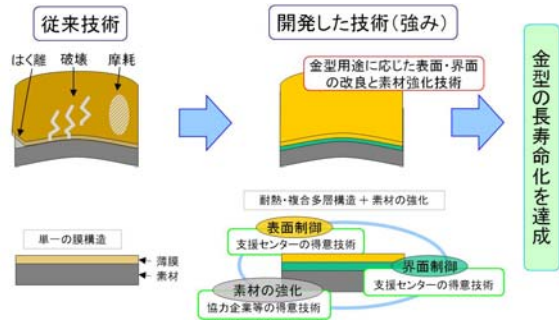 従来技術
開発した技術(強み)
はく離
破壊
摩耗
金型用途に応じた表面・界面
の改良と素材強化技術
金型の長寿命化を達成
耐熱・複合多層構造 + 素材の強化
単一の膜構造
表面制御
支援センターの得意技術
薄膜
素材
界面制御
支援センターの得意技術
素材の強化
協力企業等の得意技術